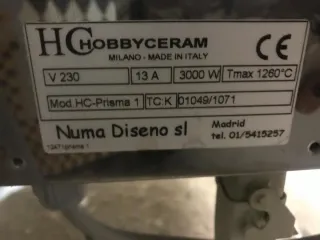 HC HOBBYCERAM CE
MILANO - MADE IN ITALY
V 230 13 A 3000 W Tmax 1260°C
Mod.HC-Prisma 1 TC:K 01049/1071
Numa Diseno sl Madrid
tel. 01/5415257